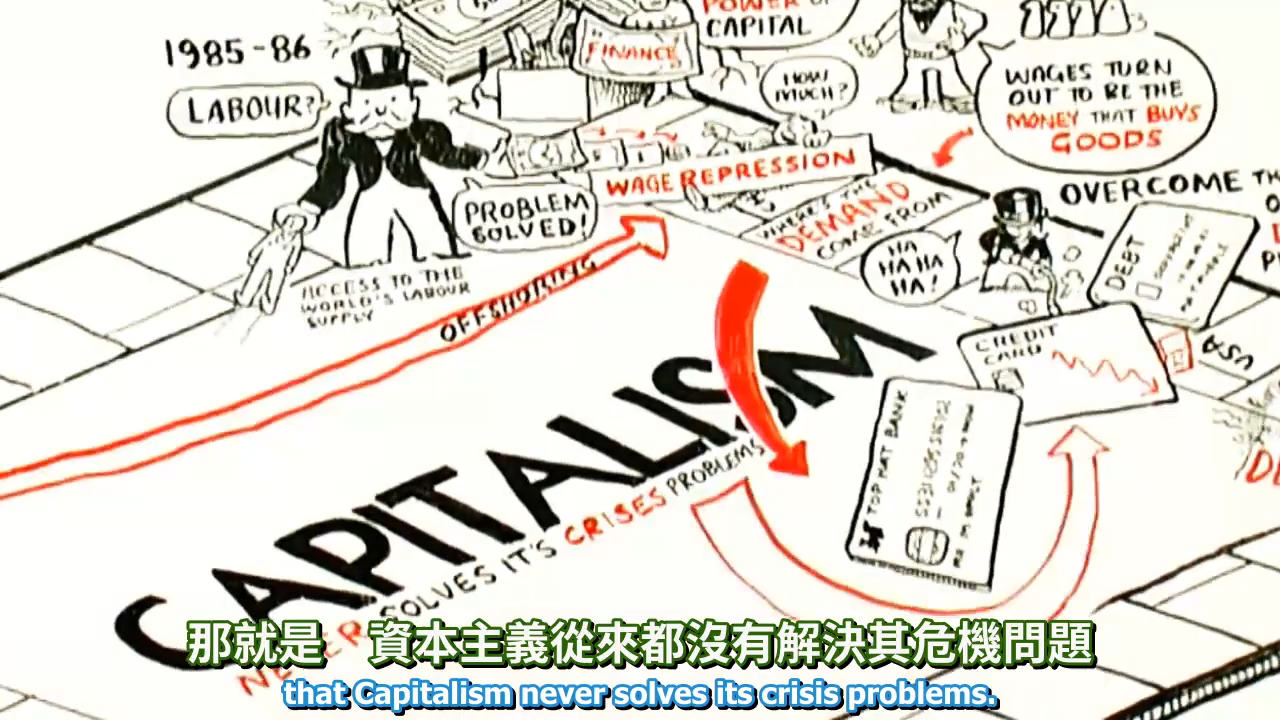 POWER OF
CAPITAL
1985-86
LABOUR?
FINANCE
HOW
MUCH?
WAGES TURN
OUT TO BE THE
MONEY THAT BUYS
GOODS
WAGE REPRESSION
PROBLEM
SOLVED!
WHERE'S THE
DEMAND
COME FROM
OVERCOME
HA
HA HA
HA!
DEBT
ACCESS TO THE
WORLD'S LABOUR
SUPPLY
OFFSHORING
CREDIT
CARD
USA
TOP HAT BANK
CAPITALISM
NEVER SOLVES IT'S CRISES PROBLEMS
那就是 資本主義從來都沒有解決其危機問題
that Capitalism never solves its crisis problems.